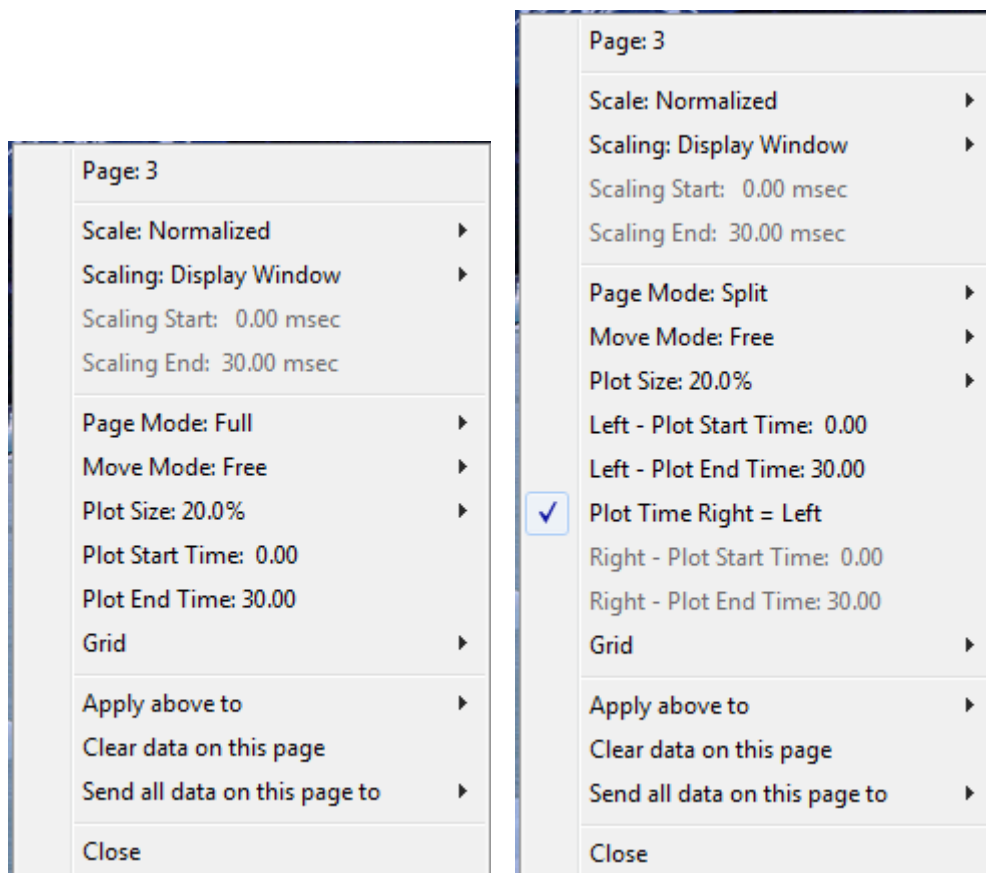 Page: 3
Scale: Normalized
Scaling: Display Window
Scaling Start:   0.00 msec
Scaling End:  30.00 msec
Page Mode: Full
Move Mode: Free
Plot Size: 20.0%
Plot Start Time:  0.00
Plot End Time: 30.00
Grid
Apply above to
Clear data on this page
Send all data on this page to
Close
Page: 3
Scale: Normalized
Scaling: Display Window
Scaling Start:   0.00 msec
Scaling End:  30.00 msec
Page Mode: Split
Move Mode: Free
Plot Size: 20.0%
Left - Plot Start Time:  0.00
Left - Plot End Time: 30.00
Plot Time Right = Left
Right - Plot Start Time:  0.00
Right - Plot End Time: 30.00
Grid
Apply above to
Clear data on this page
Send all data on this page to
Close